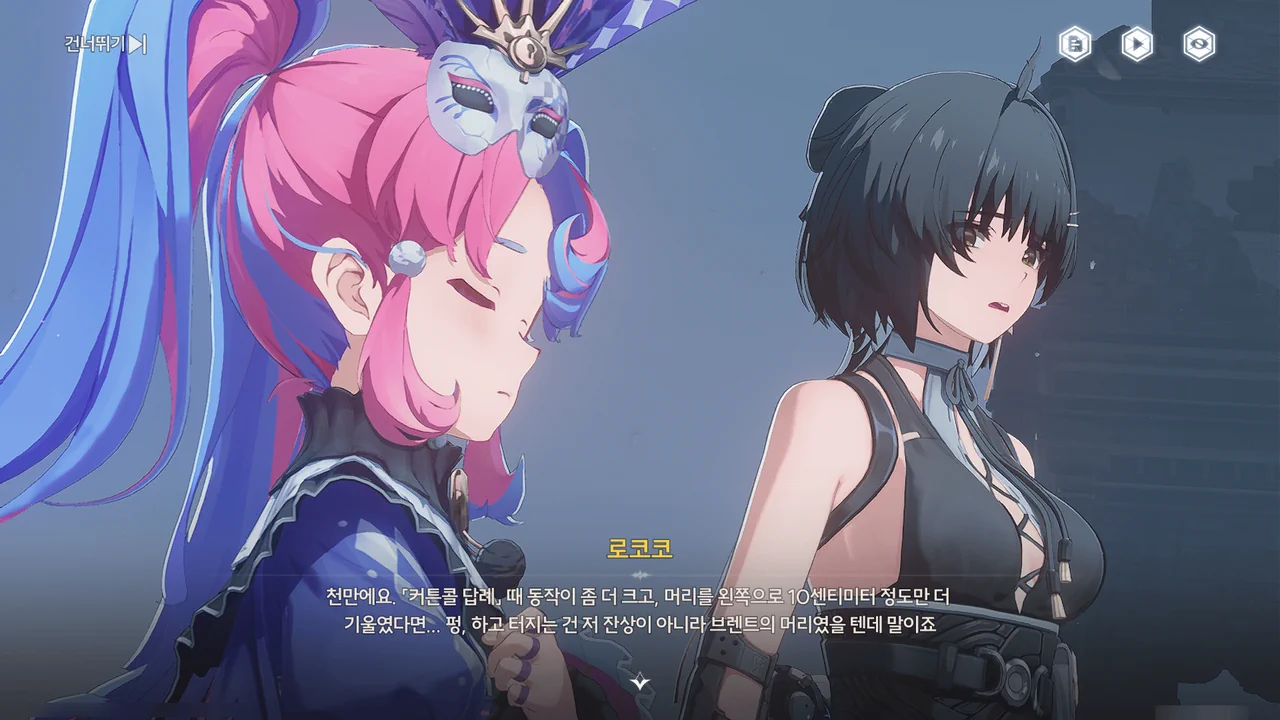 건너뛰기
로코코
천만에요. 「커튼콜 답례」 때 동작이 좀 더 크고, 머리를 왼쪽으로 10센티미터 정도만 더
기울였다면... 펑, 하고 터지는 건 저 잔상이 아니라 브렌트의 머리였을 텐데 말이죠